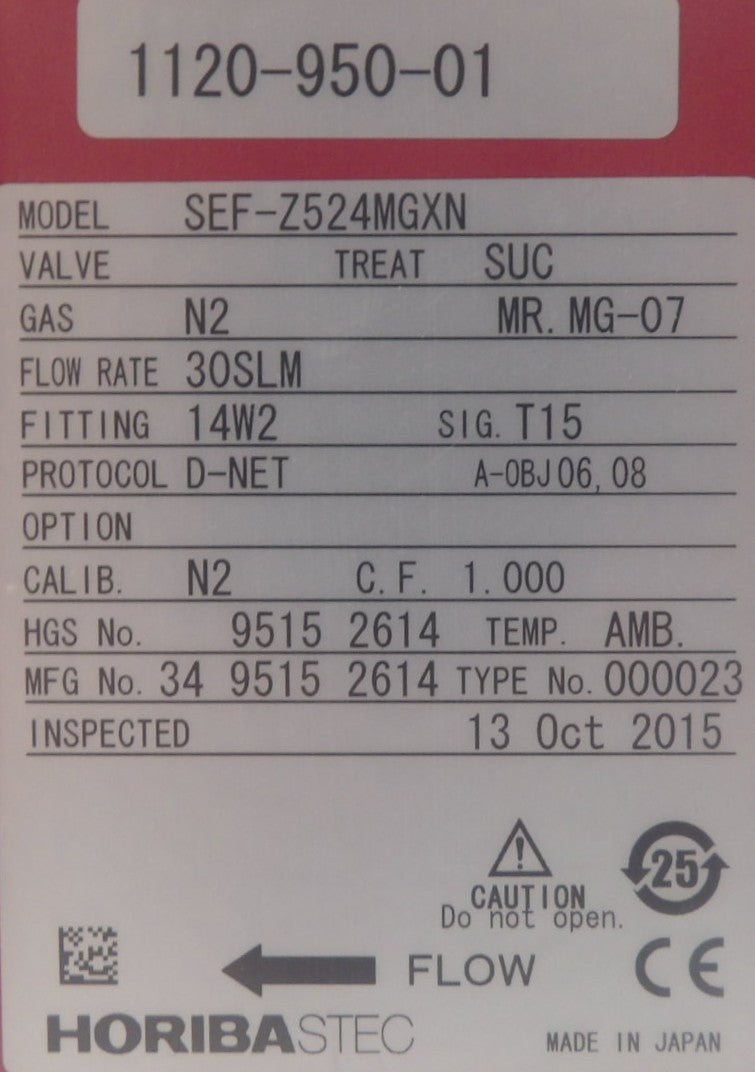 1120-950-01
MODEL SEF-Z524MGXN
VALVE TREAT SUC
GAS N2 MR. MG-07
FLOW RATE 30SLM
FITTING 14W2 SIG. T15
PROTOCOL D-NET A-OBJ06, 08
OPTION
CALIB. N2 C. F. 1. 000
HGS No. 9515 2614 TEMP. AMB.
MFG No. 34 9515 2614 TYPE No. 000023
INSPECTED 13 Oct 2015
25
CAUTION
Do not open.
FLOW
CE
HORIBASTEC
MADE IN JAPAN